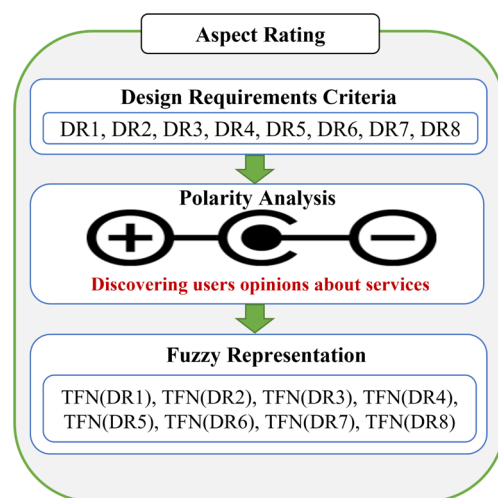 Aspect Rating
Design Requirements Criteria
DR1, DR2, DR3, DR4, DR5, DR6, DR7, DR8
Polarity Analysis
Discovering users opinions about services
Fuzzy Representation
TFN(DR1), TFN(DR2), TFN(DR3), TFN(DR4),
TFN(DR5), TFN(DR6), TFN(DR7), TFN(DR8)